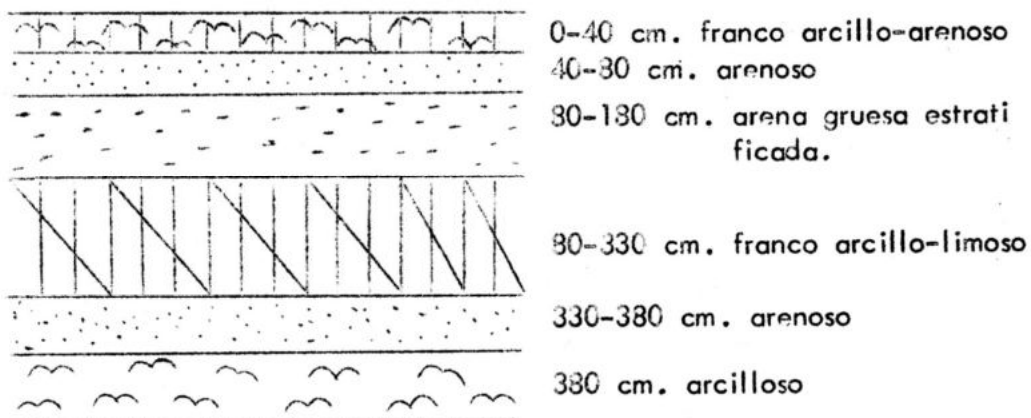 0-40 cm. franco arcillo-arenoso
40-80 cm. arenoso
80-180 cm. arena gruesa estrati
ficada.
80-330 cm. franco arcillo-limoso
330-380 cm. arenoso
380 cm. arcilloso